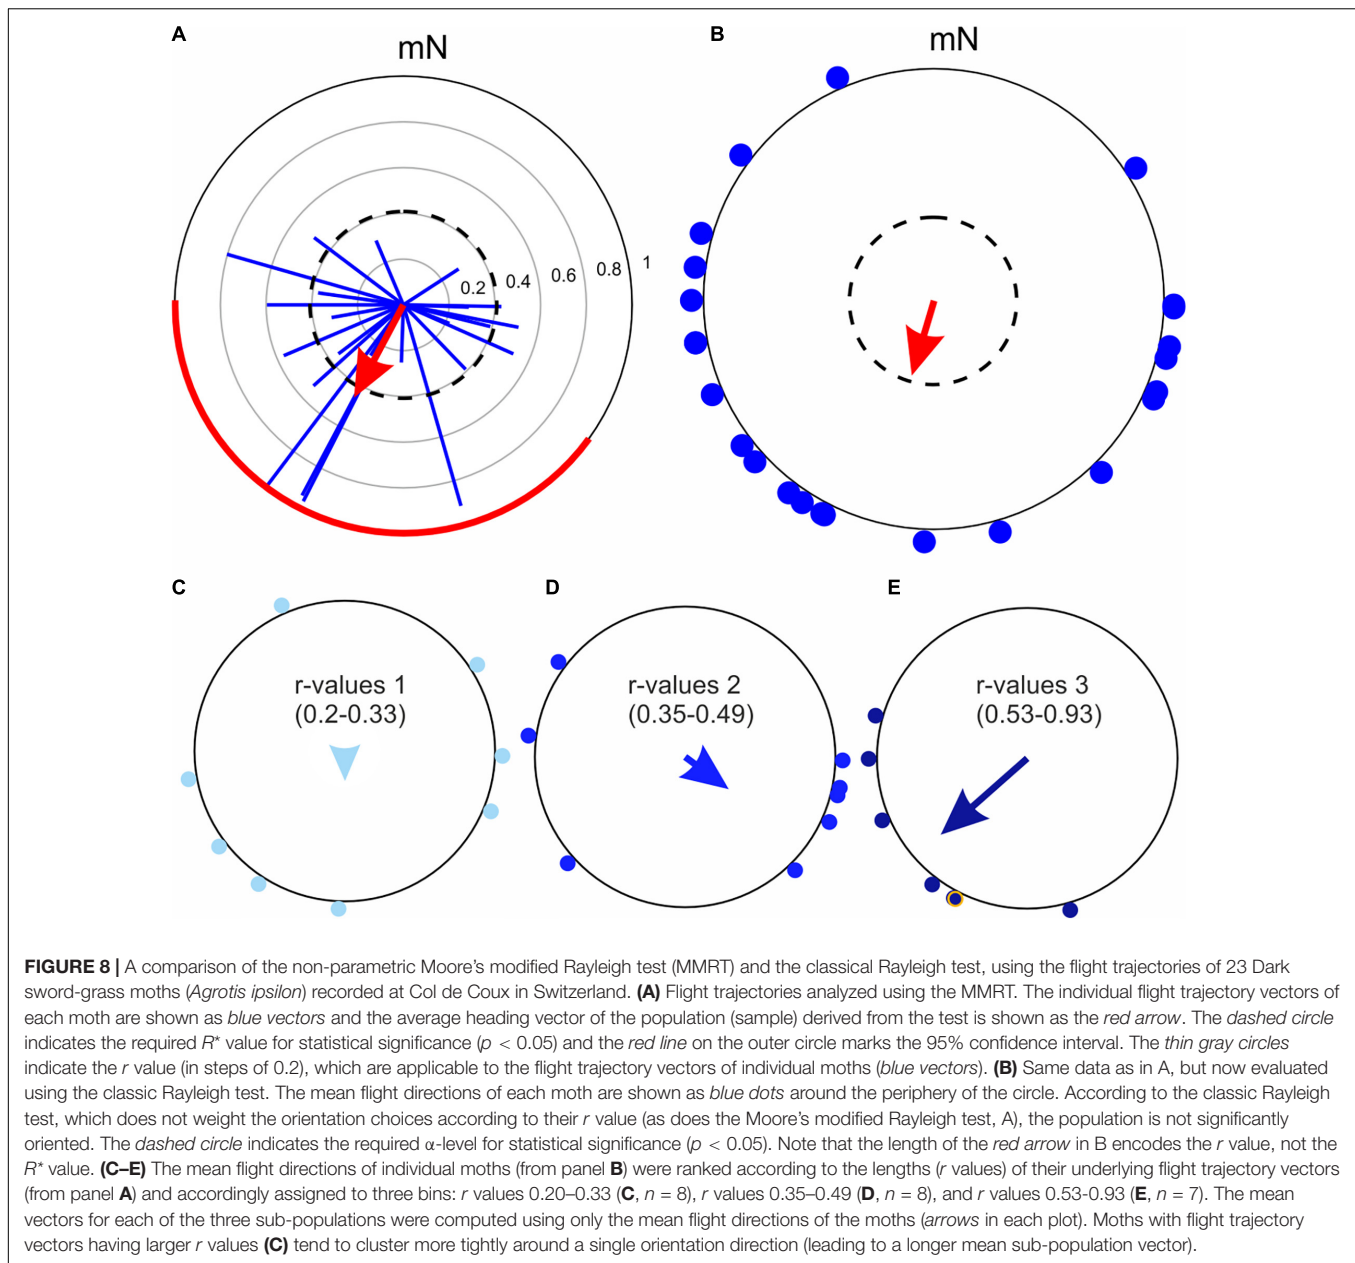 A
mN
0.2
0.4
0.6
0.8
1
B
mN
C
r-values 1
(0.2-0.33)
D
r-values 2
(0.35-0.49)
E
r-values 3
(0.53-0.93)
FIGURE 8 | A comparison of the non-parametric Moore's modified Rayleigh test (MMRT) and the classical Rayleigh test, using the flight trajectories of 23 Dark
sword-grass moths (Agrotis ipsilon) recorded at Col de Coux in Switzerland. (A) Flight trajectories analyzed using the MMRT. The individual flight trajectory vectors of
each moth are shown as blue vectors and the average heading vector of the population (sample) derived from the test is shown as the red arrow. The dashed circle
indicates the required R* value for statistical significance (p < 0.05) and the red line on the outer circle marks the 95% confidence interval. The thin gray circles
indicate the r value (in steps of 0.2), which are applicable to the flight trajectory vectors of individual moths (blue vectors). (B) Same data as in A, but now evaluated
using the classic Rayleigh test. The mean flight directions of each moth are shown as blue dots around the periphery of the circle. According to the classic Rayleigh
test, which does not weight the orientation choices according to their r value (as does the Moore's modified Rayleigh test, A), the population is not significantly
oriented. The dashed circle indicates the required α-level for statistical significance (p < 0.05). Note that the length of the red arrow in B encodes the r value, not the
R* value. (C–E) The mean flight directions of individual moths (from panel B) were ranked according to the lengths (r values) of their underlying flight trajectory vectors
(from panel A) and accordingly assigned to three bins: r values 0.20–0.33 (C, n = 8), r values 0.35–0.49 (D, n = 8), and r values 0.53-0.93 (E, n = 7). The mean
vectors for each of the three sub-populations were computed using only the mean flight directions of the moths (arrows in each plot). Moths with flight trajectory
vectors having larger r values (C) tend to cluster more tightly around a single orientation direction (leading to a longer mean sub-population vector).